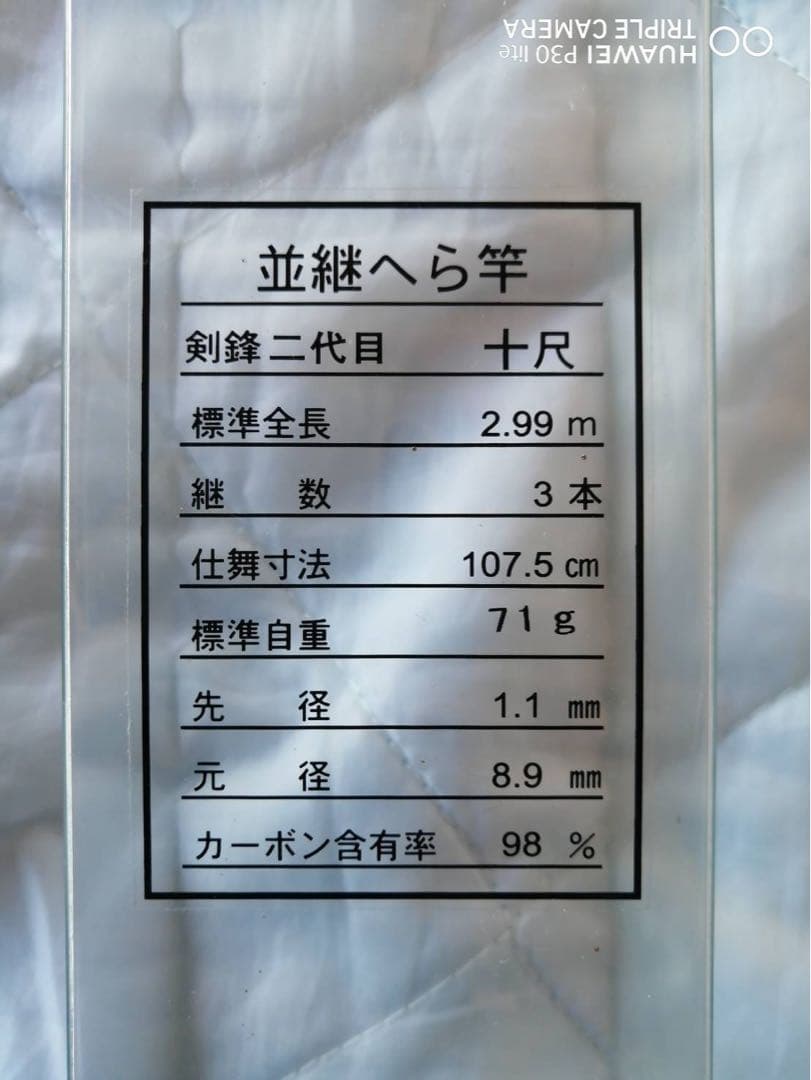 HUAWEI P30 lite
TRIPLE CAMERA
並継へら竿
剣鋒二代目 十尺
標準全長 2.99 m
継数 3 本
仕舞寸法 107.5 cm
標準自重 71 g
先径 1.1 mm
元径 8.9 mm
カーボン含有率 98 %